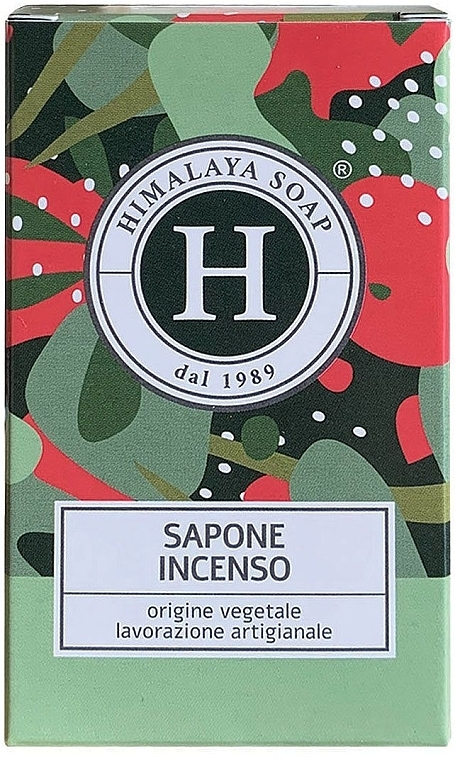 HIMALAYA SOAP
®
H
dal 1989
SAPONE
INCENSO
origine vegetale
lavorazione artigianale